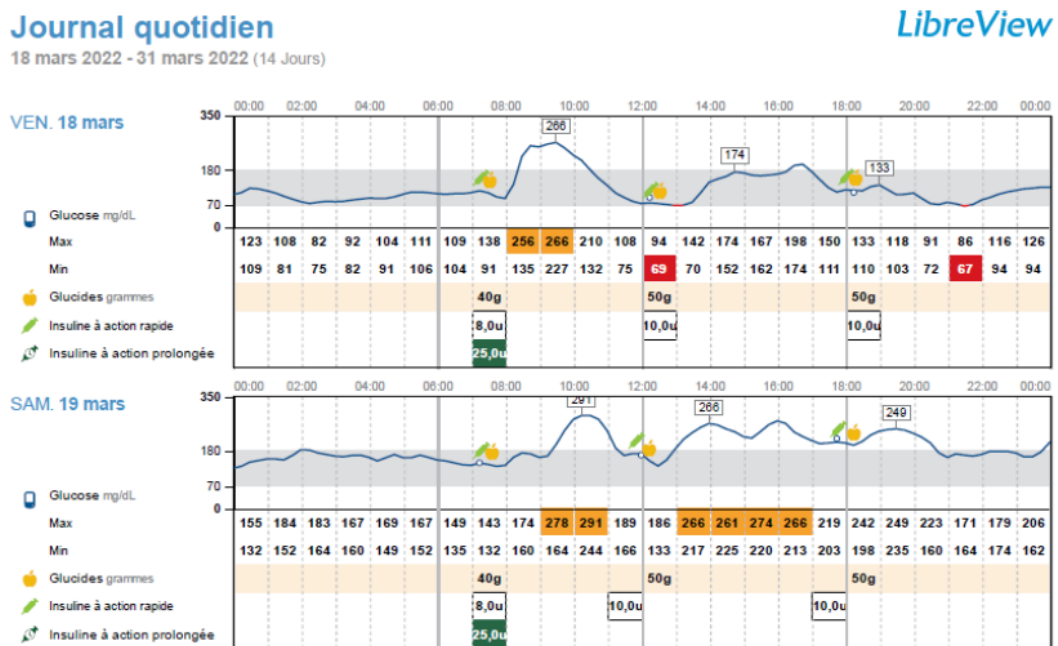 Journal quotidien
LibreView
18 mars 2022 - 31 mars 2022 (14 Jours)
00:00 02:00 04:00 06:00 08:00 10:00 12:00 14:00 16:00 18:00 20:00 22:00 00:00
VEN. 18 mars
350
266
174
180
133
70
0
Glucose mg/dL
Max 123 108 82 92 104 111 109 138 256 266 210 108 94 142 174 167 198 150 133 118 91 86 116 126
Min 109 81 75 82 91 106 104 91 135 227 132 75 69 70 152 162 174 111 110 103 72 67 94 94
Glucides grammes 40g 50g 50g
Insuline à action rapide 8,0u 10,0u 10,0u
Insuline à action prolongée 25,0u
00:00 02:00 04:00 06:00 08:00 10:00 12:00 14:00 16:00 18:00 20:00 22:00 00:00
SAM. 19 mars
350
291
266
249
180
70
0
Glucose mg/dL
Max 155 184 183 167 169 167 149 143 174 278 291 189 186 266 261 274 266 219 242 249 223 171 179 206
Min 132 152 164 160 149 152 135 132 160 164 244 166 133 217 225 220 213 203 198 235 160 164 174 162
Glucides grammes 40g 50g 50g
Insuline à action rapide 8,0u 10,0u 10,0u
Insuline à action prolongée 25,0u